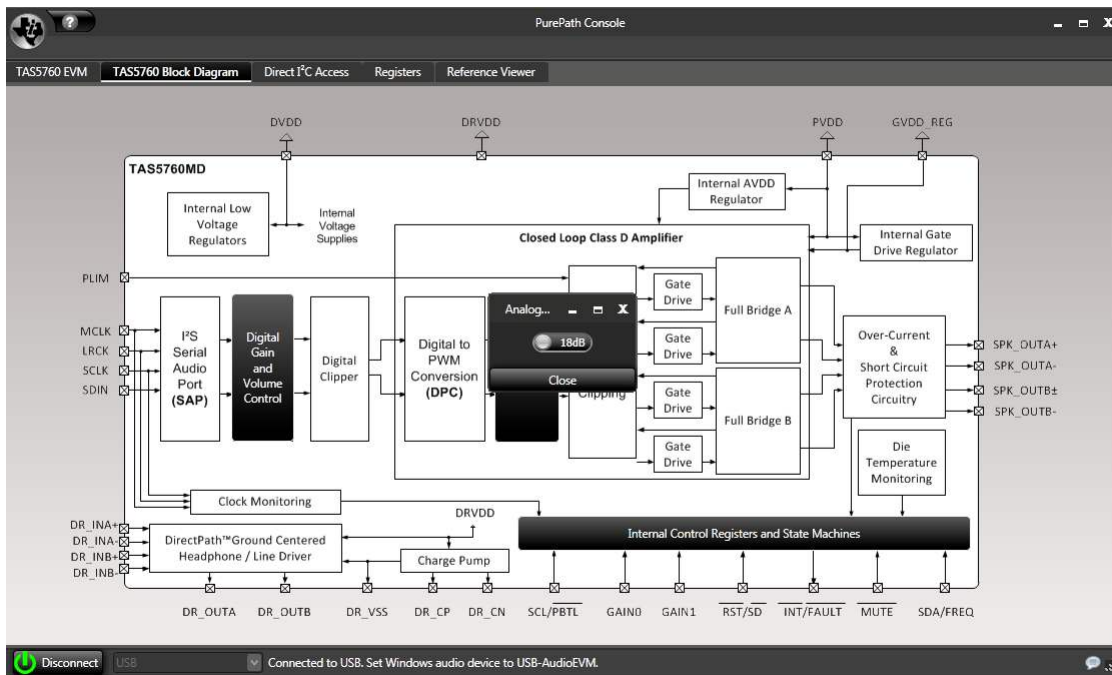 PurePath Console
TAS5760 EVM
TAS5760 Block Diagram
Direct I²C Access
Registers
Reference Viewer
DVDD
DRVDD
PVDD
GVDD_REG
TAS5760MD
Internal Low
Voltage
Regulators
Internal
Voltage
Supplies
Internal AVDD
Regulator
Closed Loop Class D Amplifier
Internal Gate
Drive Regulator
PLIM
MCLK
LRCK
SCLK
SDIN
I²S
Serial
Audio
Port
(SAP)
Digital
Gain
and
Volume
Control
Digital
Clipper
Digital to
PWM
Conversion
(DPC)
Analog...
18dB
Close
Clipping
Gate
Drive
Gate
Drive
Gate
Drive
Gate
Drive
Full Bridge A
Full Bridge B
Over-Current
&
Short Circuit
Protection
Circuitry
SPK_OUTA+
SPK_OUTA-
SPK_OUTB±
SPK_OUTB-
Die
Temperature
Monitoring
Clock Monitoring
DR_INA+
DR_INA-
DR_INB+
DR_INB-
DirectPath™Ground Centered
Headphone / Line Driver
DRVDD
Charge Pump
Internal Control Registers and State Machines
DR_OUTA
DR_OUTB
DR_VSS
DR_CP
DR_CN
SCL/PBTL
GAIN0
GAIN1
RST/SD
INT/FAULT
MUTE
SDA/FREQ
Disconnect
USB
Connected to USB. Set Windows audio device to USB-AudioEVM.